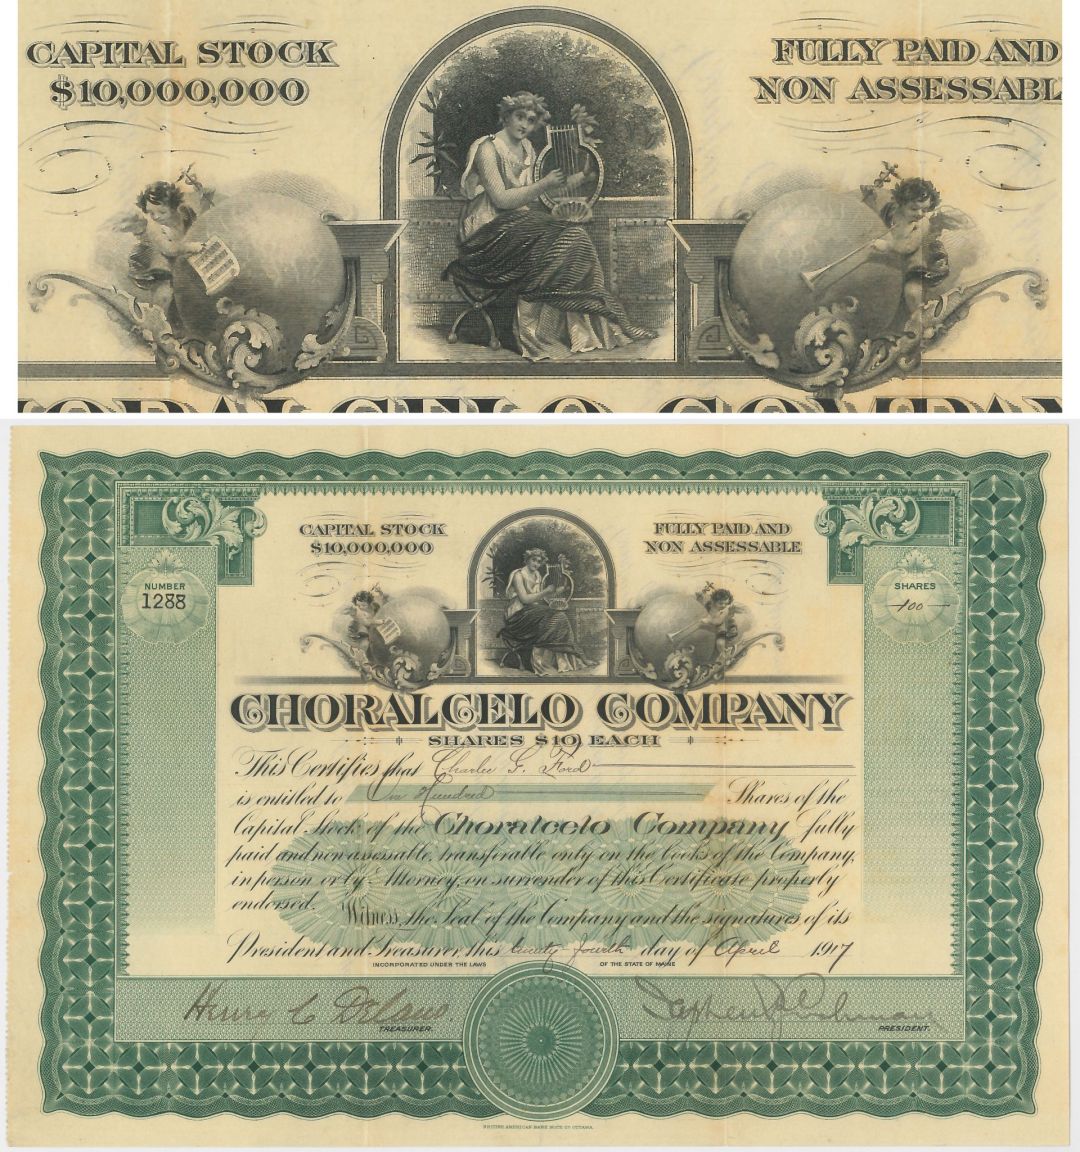 CAPITAL STOCK
$10,000,000
FULLY PAID AND
NON ASSESSABL
CAPITAL STOCK
$10,000,000
FULLY PAID AND
NON ASSESSABLE
NUMBER
1288
SHARES
100
CHORALCELO COMPANY
SHARES $10 EACH
This Certifies that Charles G. Ford
is entitled to One Hundred Shares of the
Capital Stock of the Choralcelo Company fully
paid and non-assessable, transferable only on the books of the Company,
in person or by Attorney, on surrender of this Certificate properly
endorsed. Witness, the Seal of the Company and the signatures of its
President and Treasurer, this twenty-fourth day of April 1917
INCORPORATED UNDER THE LAWS OF THE STATE OF MAINE
Henry C DeLano.
TREASURER.
PRESIDENT.
BRITISH AMERICAN BANK NOTE CO OTTAWA.